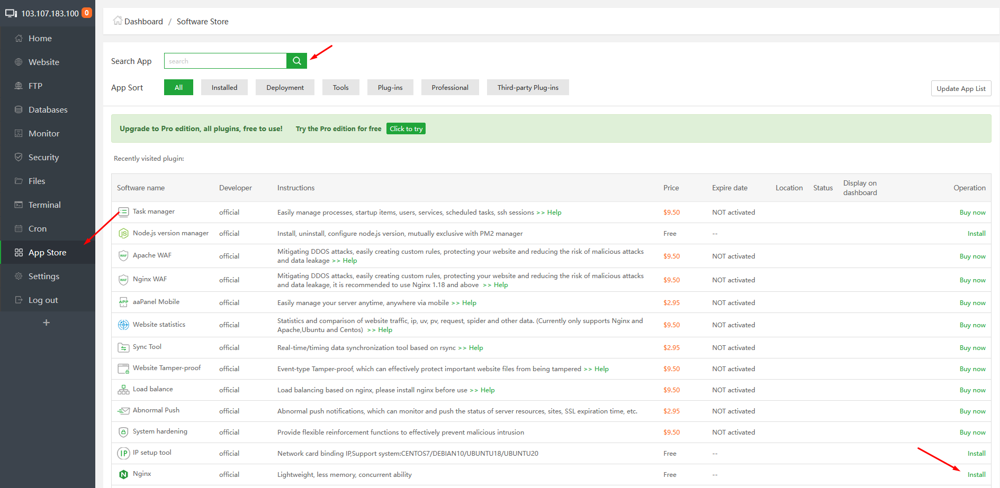 103.107.183.100 0
Home
Website
FTP
Databases
Monitor
Security
Files
Terminal
Cron
App Store
Settings
Log out
Dashboard / Software Store
Search App search
App Sort All Installed Deployment Tools Plug-ins Professional Third-party Plug-ins Update App List
Upgrade to Pro edition, all plugins, free to use! Try the Pro edition for free Click to try
Recently visited plugin:
Software name Developer Instructions Price Expire date Location Status Display on dashboard Operation
Task manager official Easily manage processes, startup items, users, services, scheduled tasks, ssh sessions >> Help $9.50 NOT activated Buy now
JS Node.js version manager official Install, uninstall, configure node.js version, mutually exclusive with PM2 manager Free -- Install
WAF Apache WAF official Mitigating DDOS attacks, easily creating custom rules, protecting your website and reducing the risk of malicious attacks
and data leakage >> Help $9.50 NOT activated Buy now
WAF Nginx WAF official Mitigating DDOS attacks, easily creating custom rules, protecting your website and reducing the risk of malicious attacks
and data leakage, it is recommended to use Nginx 1.18 and above >> Help $9.50 NOT activated Buy now
APP aaPanel Mobile official Easily manage your server anytime, anywhere via mobile >> Help $2.95 NOT activated Buy now
Website statistics official Statistics and comparison of website traffic, ip, uv, pv, request, spider and other data. (Currently only supports Nginx and
Apache,Ubuntu and Centos) >> Help $9.50 NOT activated Buy now
Sync Tool official Real-time/timing data synchronization tool based on rsync >> Help $2.95 NOT activated Buy now
Website Tamper-proof official Event-type Tamper-proof, which can effectively protect important website files from being tampered >> Help $9.50 NOT activated Buy now
Load balance official Load balancing based on nginx, please install nginx before use >> Help $9.50 NOT activated Buy now
Abnormal Push official Abnormal push notifications, which can monitor and push the status of server resources, sites, SSL expiration time, etc. $2.95 NOT activated Buy now
System hardening official Provide flexible reinforcement functions to effectively prevent malicious intrusion $9.50 NOT activated Buy now
IP IP setup tool official Network card binding IP,Support system:CENTOS7/DEBIAN10/UBUNTU18/UBUNTU20 Free -- Install
N Nginx official Lightweight, less memory, concurrent ability Free -- Install